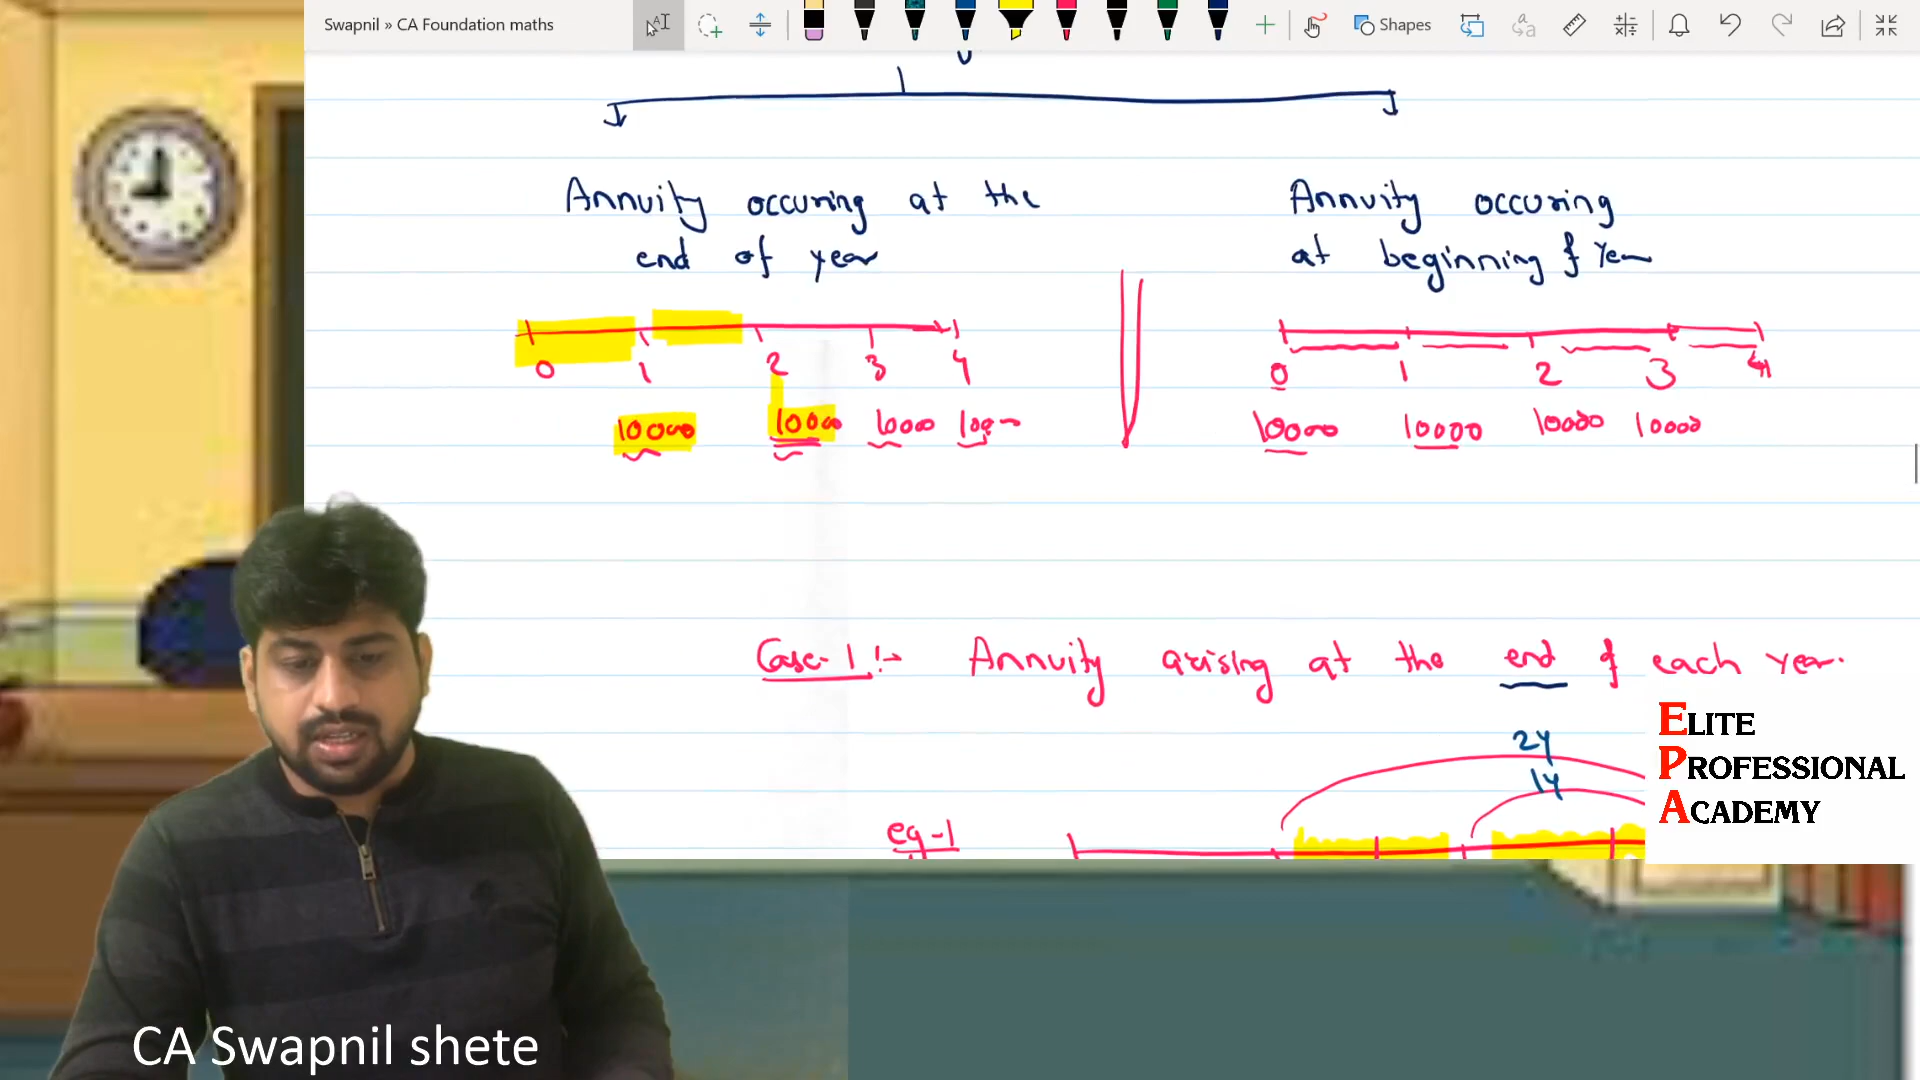 Swapnil » CA Foundation maths
Shapes
Annuity occuring at the
end of year
Annuity occuring
at beginning of Year
0 1 2 3 4
10000 10000 10000 10000
0 1 2 3 4
10000 10000 10000 10000
Case-1:→ Annuity arising at the end of each year.
2Y
1Y
eg-1
ELITE
PROFESSIONAL
ACADEMY
CA Swapnil shete